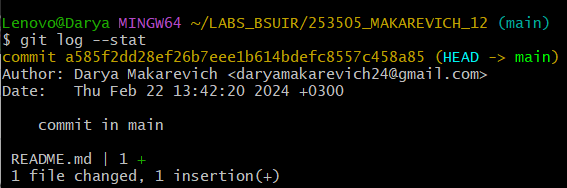 Lenovo@Darya MINGW64 ~/LABS_BSUIR/253505_MAKAREVICH_12 (main)
$ git log --stat
commit a585f2dd28ef26b7eee1b614bdefc8557c458a85 (HEAD -> main)
Author: Darya Makarevich <daryamakarevich24@gmail.com>
Date:   Thu Feb 22 13:42:20 2024 +0300
    commit in main
 README.md | 1 +
 1 file changed, 1 insertion(+)